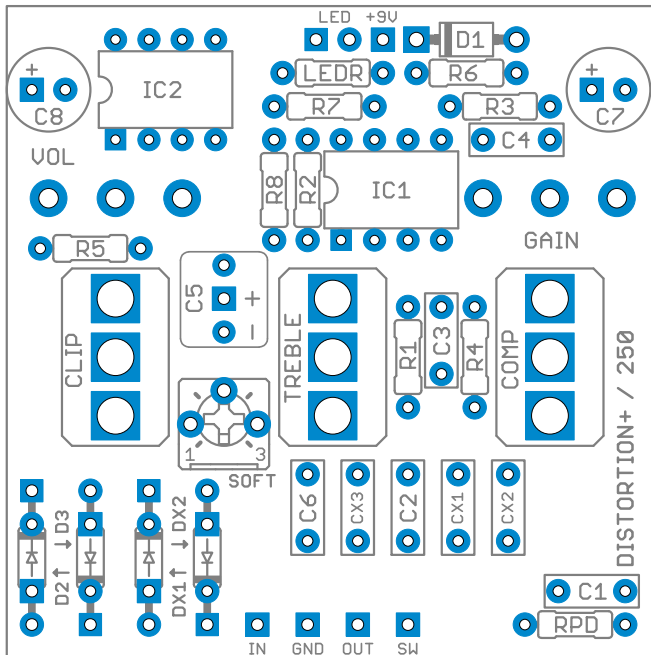 LED +9V
D1
LEDR
R6
+
C8
IC2
R7
R3
+
C7
C4
VOL
R8
R2
IC1
GAIN
R5
C5
+
-
CLIP
TREBLE
R1
C3
R4
COMP
DISTORTION+ / 250
1
3
SOFT
C6
CX3
C2
CX1
CX2
D2↑
↓D3
DX1↑
↓DX2
C1
RPD
IN
GND
OUT
SW